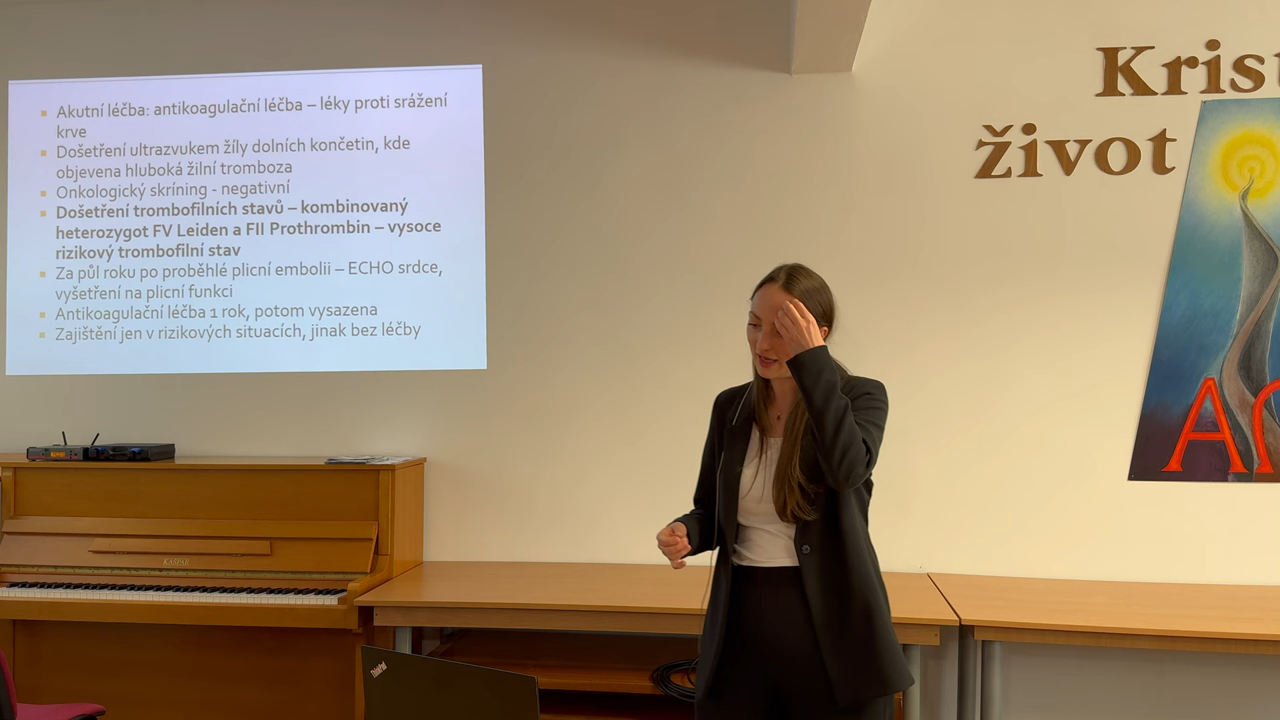 Akutní léčba: antikoagulační léčba – léky proti srážení
krve
Došetření ultrazvukem žíly dolních končetin, kde
objevena hluboká žilní tromboza
Onkologický skríning - negativní
Došetření trombofilních stavů – kombinovaný
heterozygot FV Leiden a FII Prothrombin – vysoce
rizikový trombofilní stav
Za půl roku po proběhlé plicní embolii – ECHO srdce,
vyšetření na plicní funkci
Antikoagulační léčba 1 rok, potom vysazena
Zajištění jen v rizikových situacích, jinak bez léčby
Krist
život
ΑΩ
KASPAR
ThinkPad